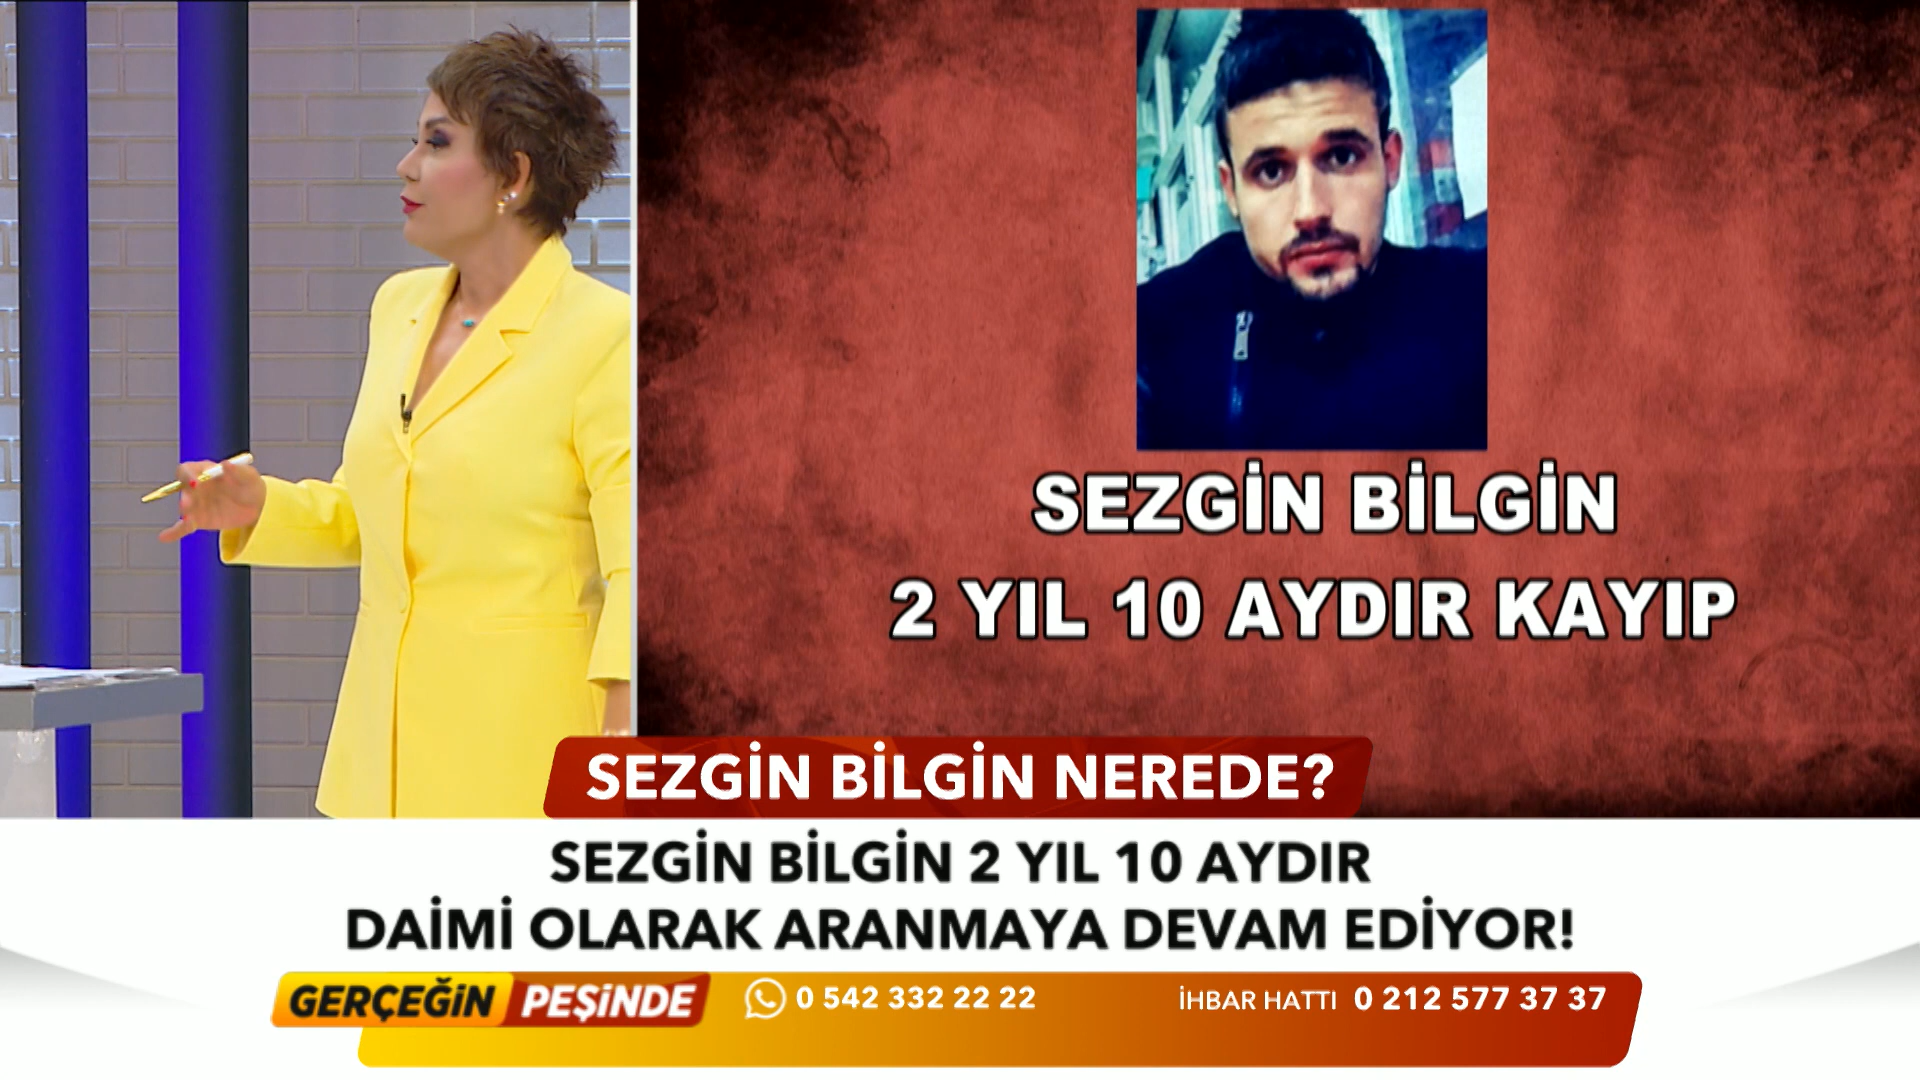 SEZGİN BİLGİN
2 YIL 10 AYDIR KAYIP
SEZGİN BİLGİN NEREDE?
SEZGİN BİLGİN 2 YIL 10 AYDIR
DAİMİ OLARAK ARANMAYA DEVAM EDİYOR!
GERÇEĞİN PEŞİNDE 0 542 332 22 22 İHBAR HATTI 0 212 577 37 37